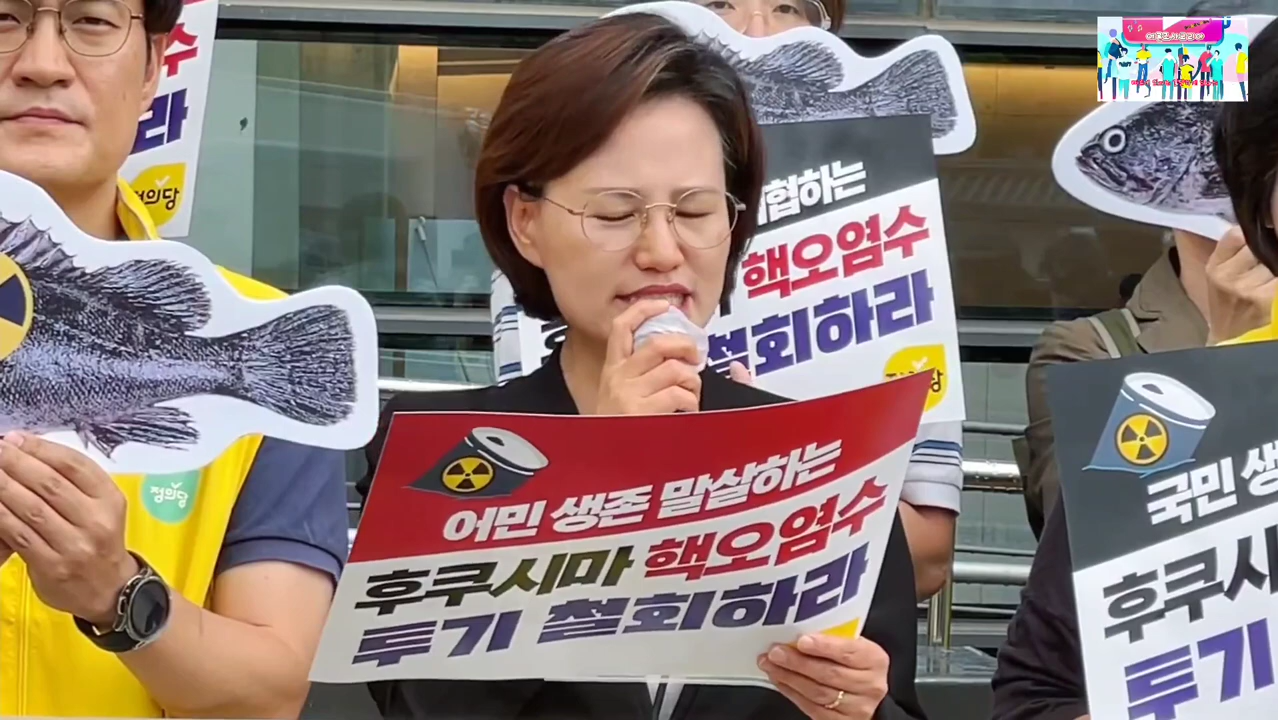 수
라
정의당
협하는
핵오염수
철회하라
정의당
어민 생존 말살하는
후쿠시마 핵오염수
투기 철회하라
국민 생
후쿠시
투기